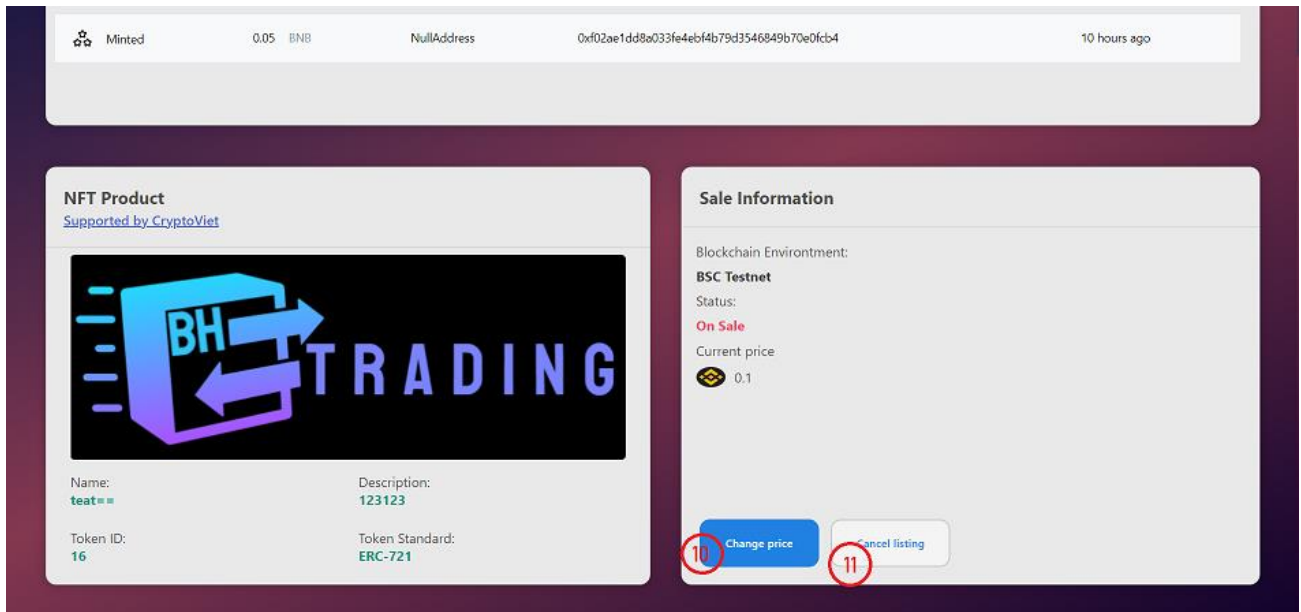 Minted 0.05 BNB NullAddress 0xf02ae1dd8a033fe4ebf4b79d3546849b70e0fcb4 10 hours ago
NFT Product
Supported by CryptoViet
BH
TRADING
Name: Description:
teat== 123123
Token ID: Token Standard:
16 ERC-721
Sale Information
Blockchain Environtment:
BSC Testnet
Status:
On Sale
Current price
0.1
10 Change price 11 Cancel listing